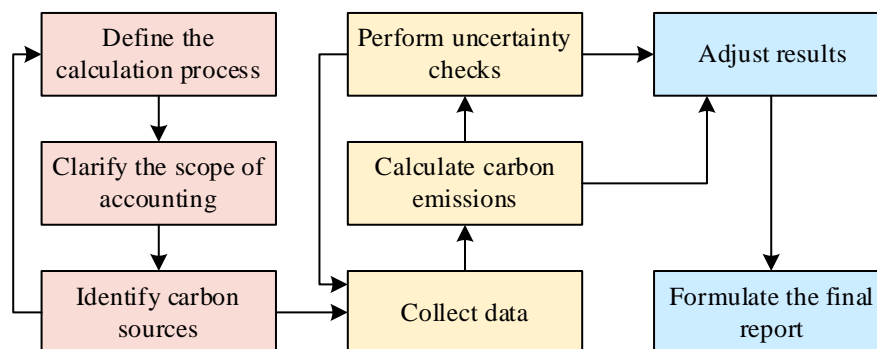 Define the
calculation process
Clarify the scope of
accounting
Identify carbon
sources
Perform uncertainty
checks
Calculate carbon
emissions
Collect data
Adjust results
Formulate the final
report